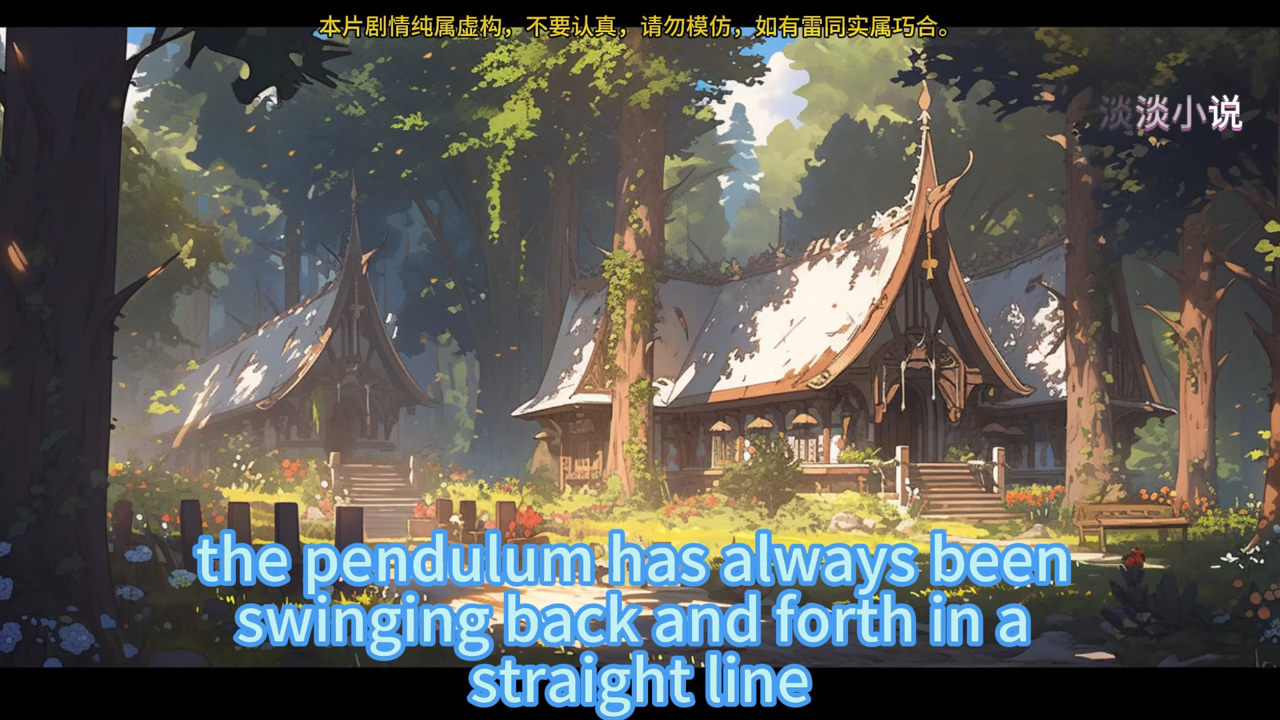 本片剧情纯属虚构，不要认真，请勿模仿，如有雷同实属巧合。
淡淡小说
the pendulum has always been
swinging back and forth in a
straight line